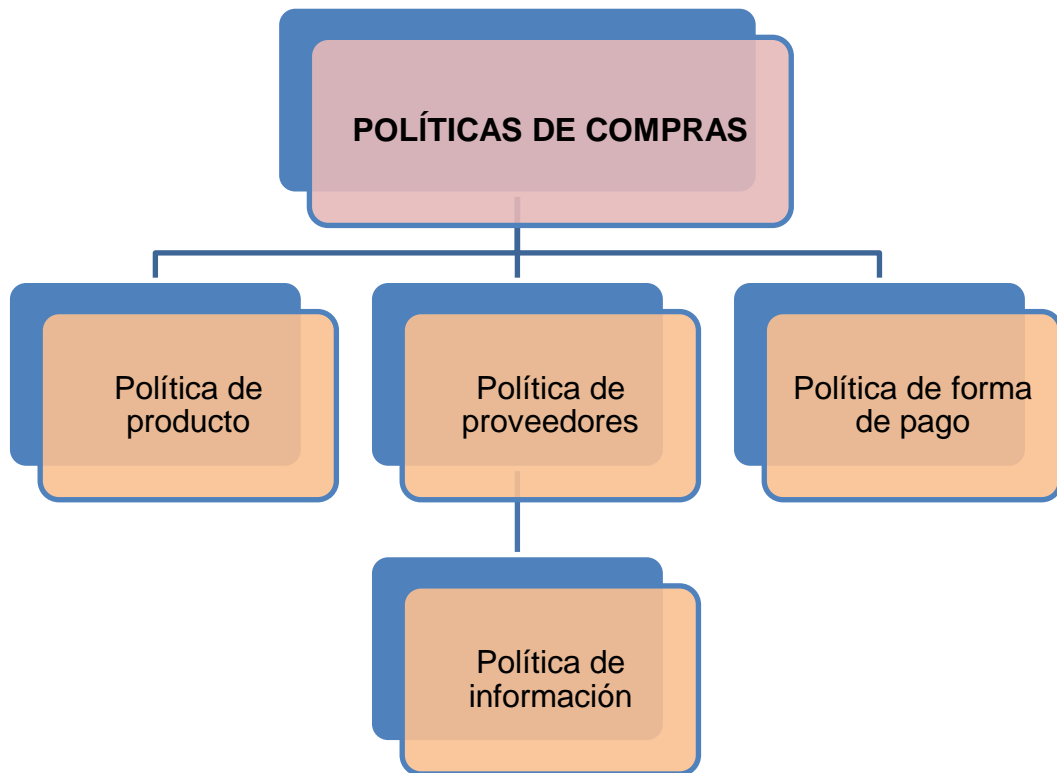 POLÍTICAS DE COMPRAS
Política de
producto
Política de
proveedores
Política de forma
de pago
Política de
información